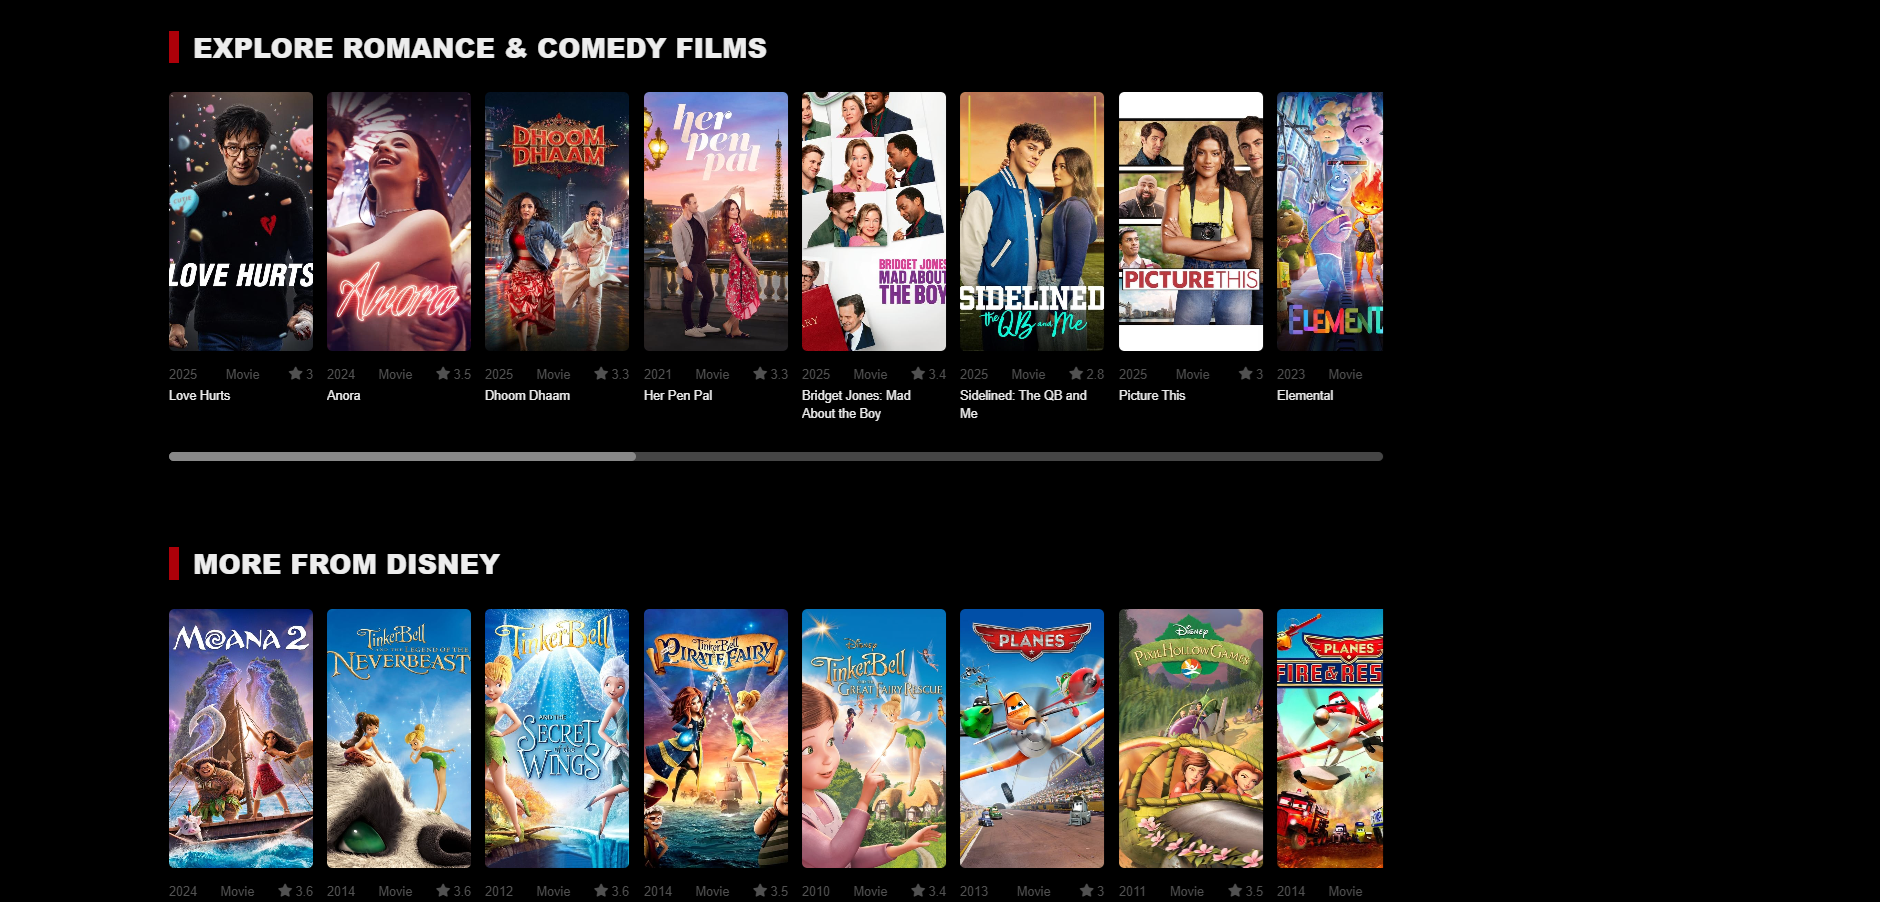 EXPLORE ROMANCE & COMEDY FILMS
LOVE HURTS
Anora
DHOOM
DHAAM
her
pen
pal
BRIDGET JONES
MAD ABOUT
THE BOY
SIDELINED
the QB and Me
PICTURE THIS
ELEMENT
2025 Movie 3
Love Hurts
2024 Movie 3.5
Anora
2025 Movie 3.3
Dhoom Dhaam
2021 Movie 3.3
Her Pen Pal
2025 Movie 3.4
Bridget Jones: Mad
About the Boy
2025 Movie 2.8
Sidelined: The QB and
Me
2025 Movie 3
Picture This
2023 Movie
Elemental
MORE FROM DISNEY
MOANA 2
TinkerBell
AND THE LEGEND OF THE
NEVERBEAST
TinkerBell
AND THE
SECRET
OF THE
WINGS
TinkerBell
PIRATE FAIRY
DISNEY
TinkerBell
GREAT FAIRY RESCUE
PLANES
DISNEY
PIXIE HOLLOW GAMES
PLANES
FIRE & RES
2024 Movie 3.6
2014 Movie 3.6
2012 Movie 3.6
2014 Movie 3.5
2010 Movie 3.4
2013 Movie 3
2011 Movie 3.5
2014 Movie